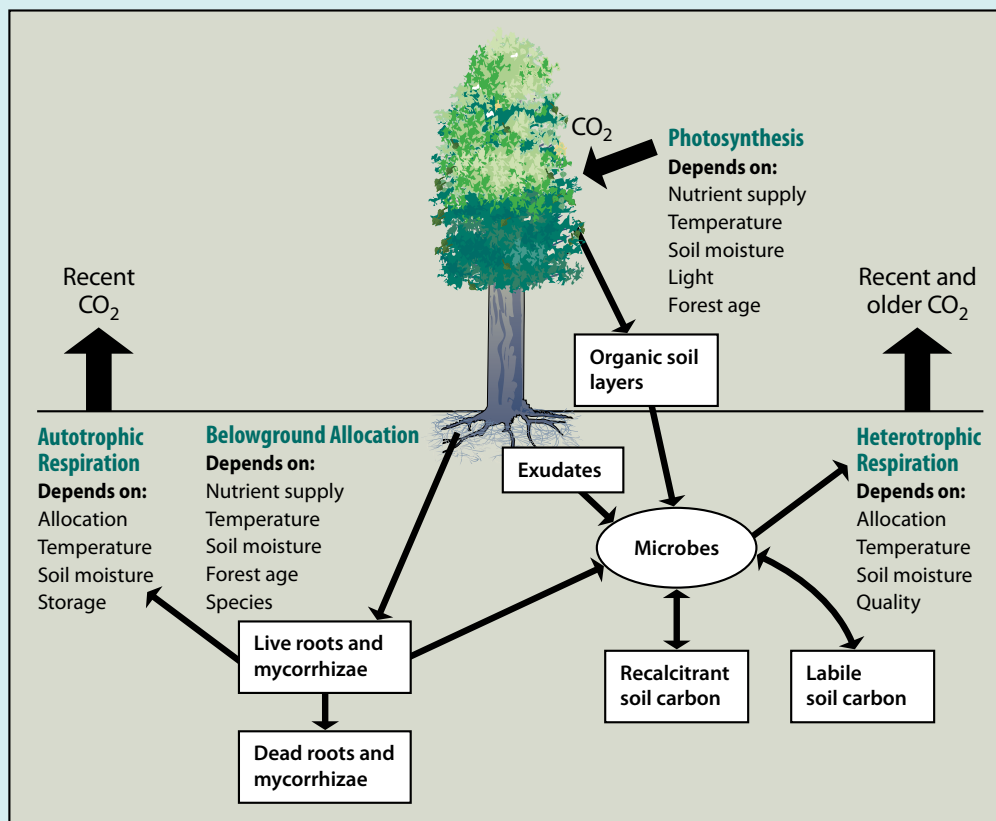 CO2
Photosynthesis
Depends on:
Nutrient supply
Temperature
Soil moisture
Light
Forest age
Recent
CO2
Recent and
older CO2
Organic soil
layers
Autotrophic
Respiration
Depends on:
Allocation
Temperature
Soil moisture
Storage
Belowground Allocation
Depends on:
Nutrient supply
Temperature
Soil moisture
Forest age
Species
Exudates
Heterotrophic
Respiration
Depends on:
Allocation
Temperature
Soil moisture
Quality
Microbes
Live roots and
mycorrhizae
Recalcitrant
soil carbon
Labile
soil carbon
Dead roots and
mycorrhizae